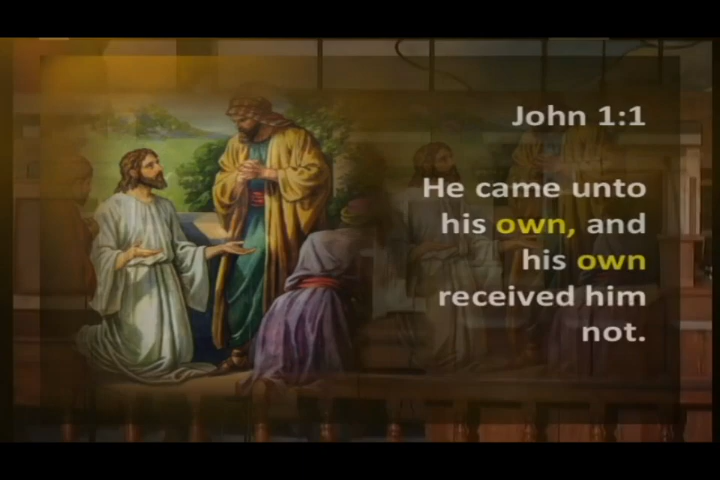 John 1:1
He came unto
his own, and
his own
received him
not.